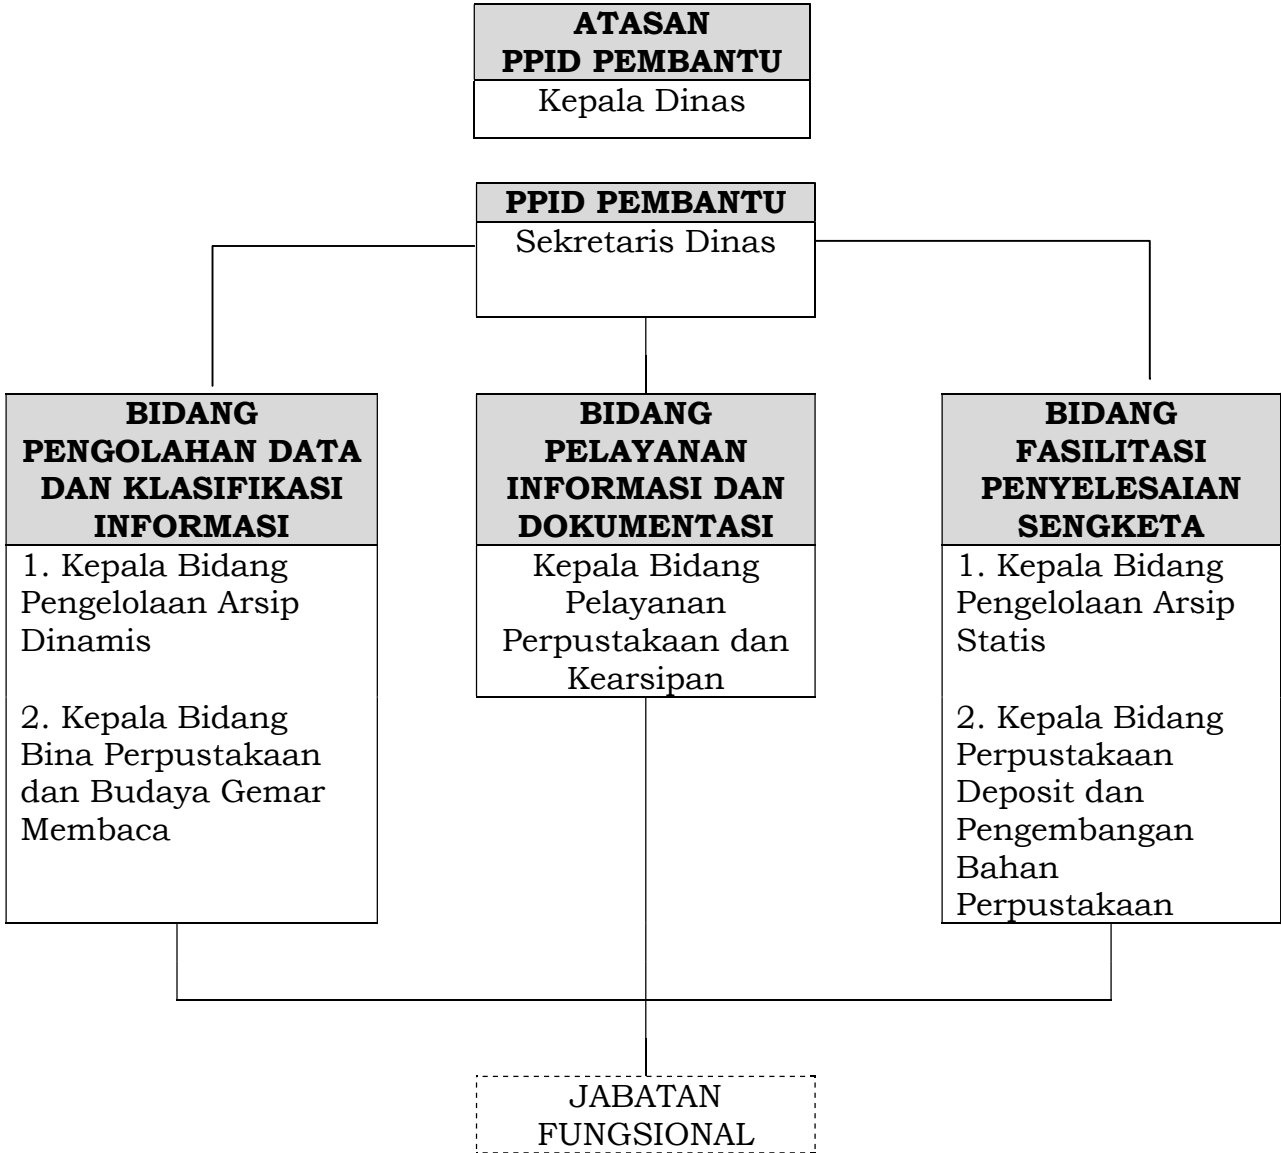 ATASAN
PPID PEMBANTU
Kepala Dinas
PPID PEMBANTU
Sekretaris Dinas
BIDANG
PENGOLAHAN DATA
DAN KLASIFIKASI
INFORMASI
1. Kepala Bidang
Pengelolaan Arsip
Dinamis
2. Kepala Bidang
Bina Perpustakaan
dan Budaya Gemar
Membaca
BIDANG
PELAYANAN
INFORMASI DAN
DOKUMENTASI
Kepala Bidang
Pelayanan
Perpustakaan dan
Kearsipan
BIDANG
FASILITASI
PENYELESAIAN
SENGKETA
1. Kepala Bidang
Pengelolaan Arsip
Statis
2. Kepala Bidang
Perpustakaan
Deposit dan
Pengembangan
Bahan
Perpustakaan
JABATAN
FUNGSIONAL